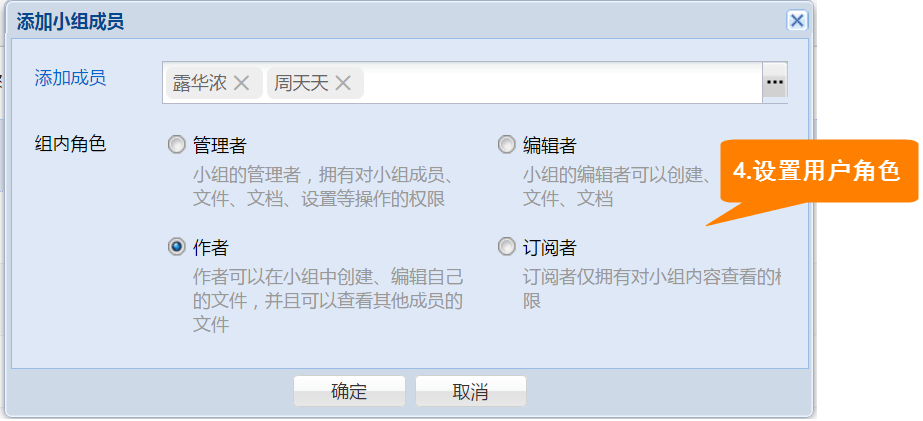 添加小组成员
添加成员
露华浓 周天天
组内角色
管理者
小组的管理者，拥有对小组成员、
文件、文档、设置等操作的权限
编辑者
小组的编辑者可以创建、
文件、文档
4.设置用户角色
作者
作者可以在小组中创建、编辑自己
的文件，并且可以查看其他成员的
文件
订阅者
订阅者仅拥有对小组内容查看的权
限
确定
取消